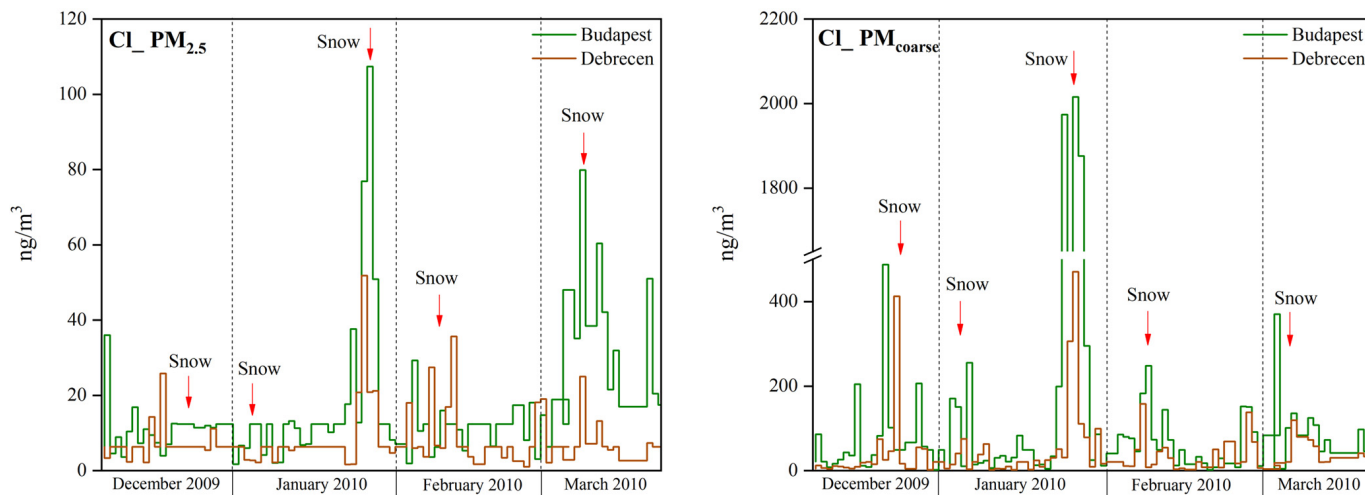 Cl_ PM2.5
Budapest
Debrecen
Snow
Snow
Snow
Snow
Snow
120
100
80
60
40
20
0
ng/m³
December 2009
January 2010
February 2010
March 2010
Cl_ PMcoarse
Budapest
Debrecen
Snow
Snow
Snow
Snow
Snow
2200
2000
1800
400
200
0
ng/m³
December 2009
January 2010
February 2010
March 2010